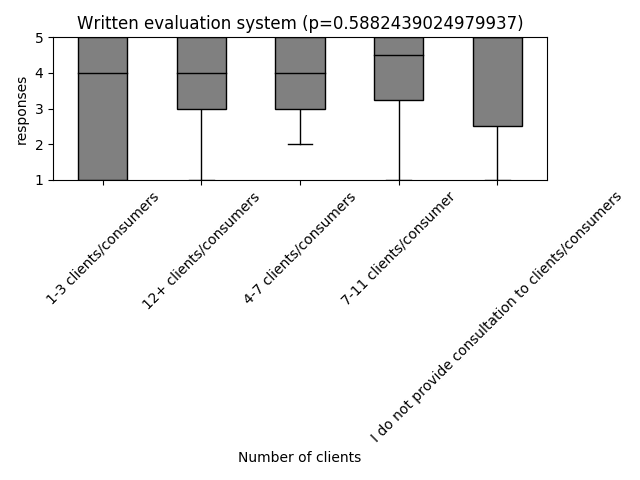 Written evaluation system (p=0.5882439024979937)
responses
5
4
3
2
1
1-3 clients/consumers
12+ clients/consumers
4-7 clients/consumers
7-11 clients/consumer
I do not provide consultation to clients/consumers
Number of clients